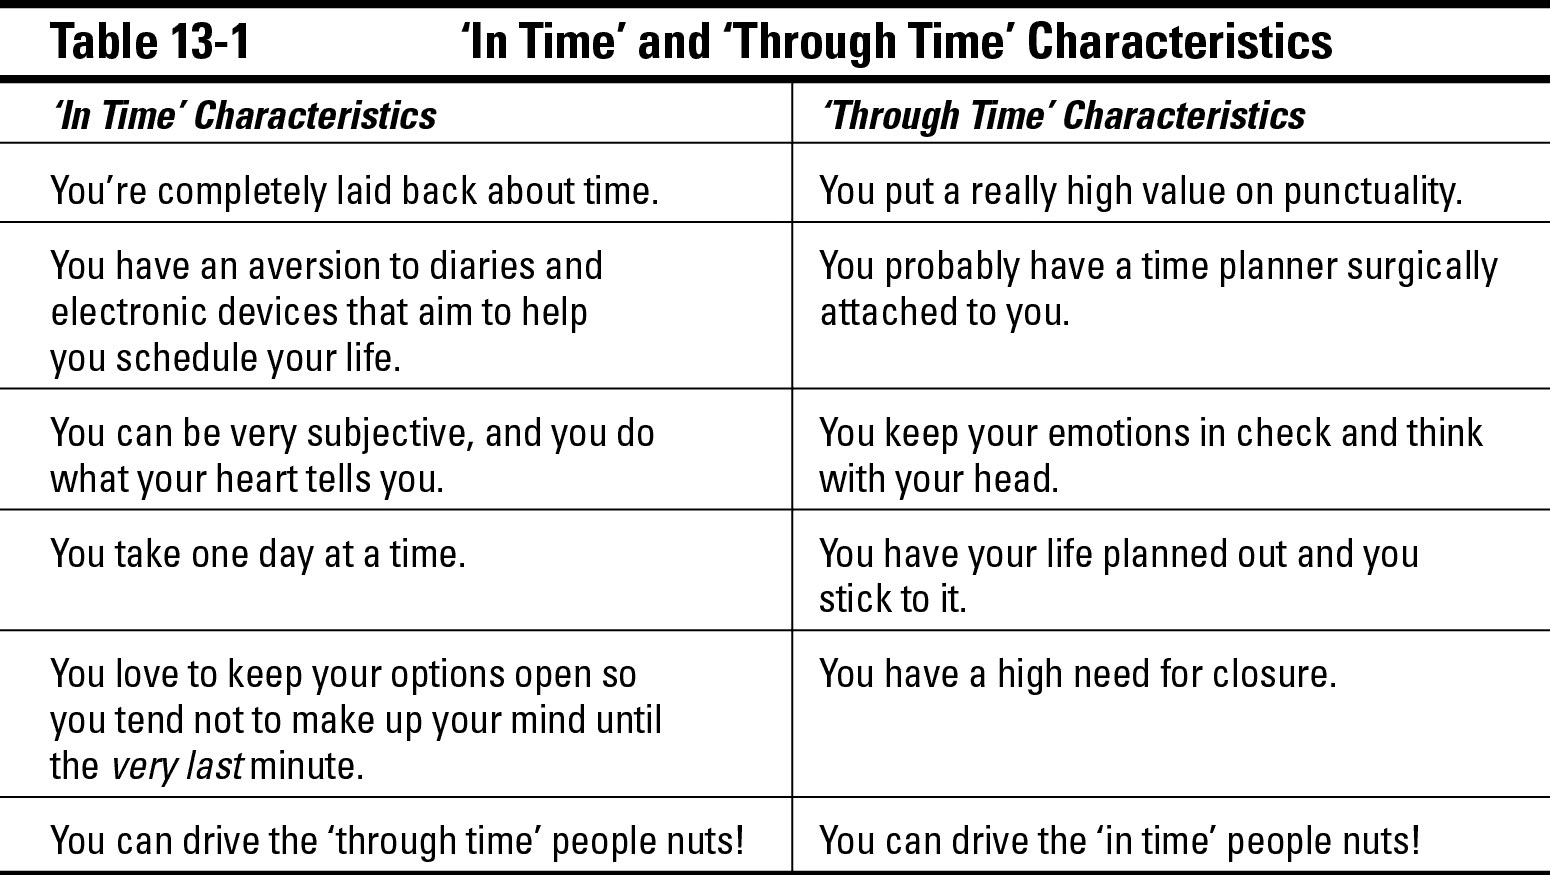 Table 13-1 ‘In Time’ and ‘Through Time’ Characteristics
‘In Time’ Characteristics
‘Through Time’ Characteristics
You’re completely laid back about time.
You put a really high value on punctuality.
You have an aversion to diaries and
electronic devices that aim to help
you schedule your life.
You probably have a time planner surgically
attached to you.
You can be very subjective, and you do
what your heart tells you.
You keep your emotions in check and think
with your head.
You take one day at a time.
You have your life planned out and you
stick to it.
You love to keep your options open so
you tend not to make up your mind until
the very last minute.
You have a high need for closure.
You can drive the ‘through time’ people nuts!
You can drive the ‘in time’ people nuts!